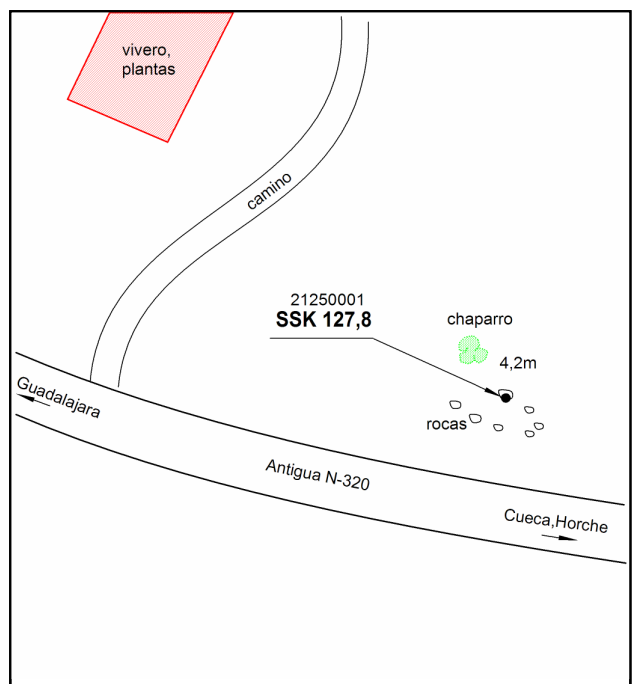 vivero,
plantas
camino
21250001
SSK 127,8
chaparro
4,2m
rocas
Guadalajara
Antigua N-320
Cueca,Horche